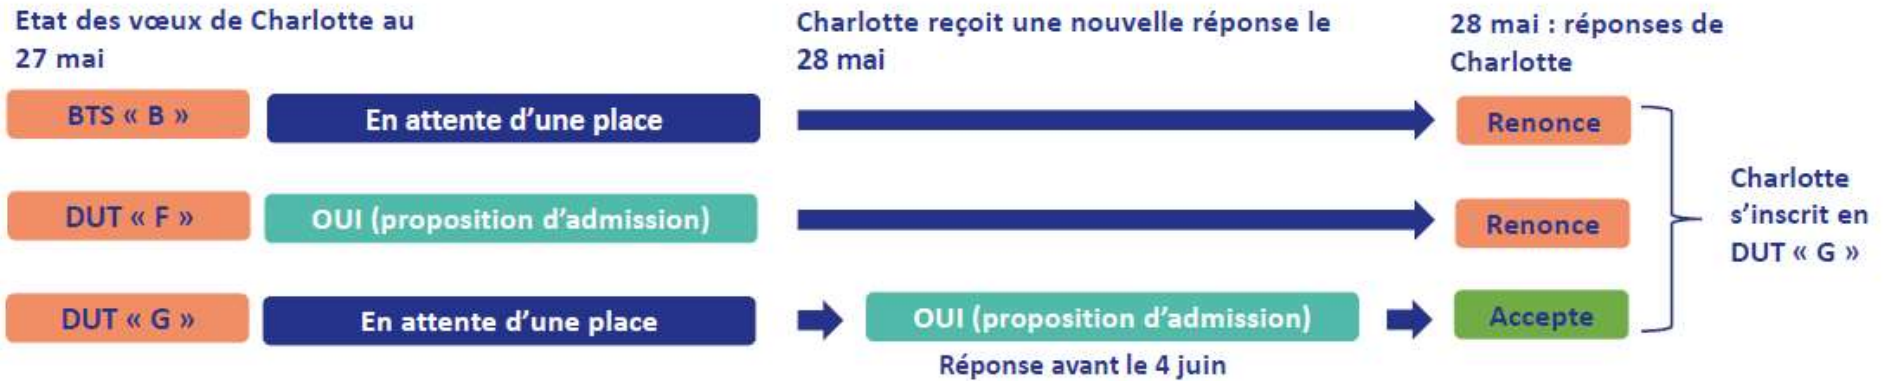 Etat des vœux de Charlotte au
27 mai
Charlotte reçoit une nouvelle réponse le
28 mai
28 mai : réponses de
Charlotte
BTS « B »
En attente d’une place
Renonce
DUT « F »
OUI (proposition d’admission)
Renonce
DUT « G »
En attente d’une place
OUI (proposition d’admission)
Réponse avant le 4 juin
Accepte
Charlotte
s’inscrit en
DUT « G »